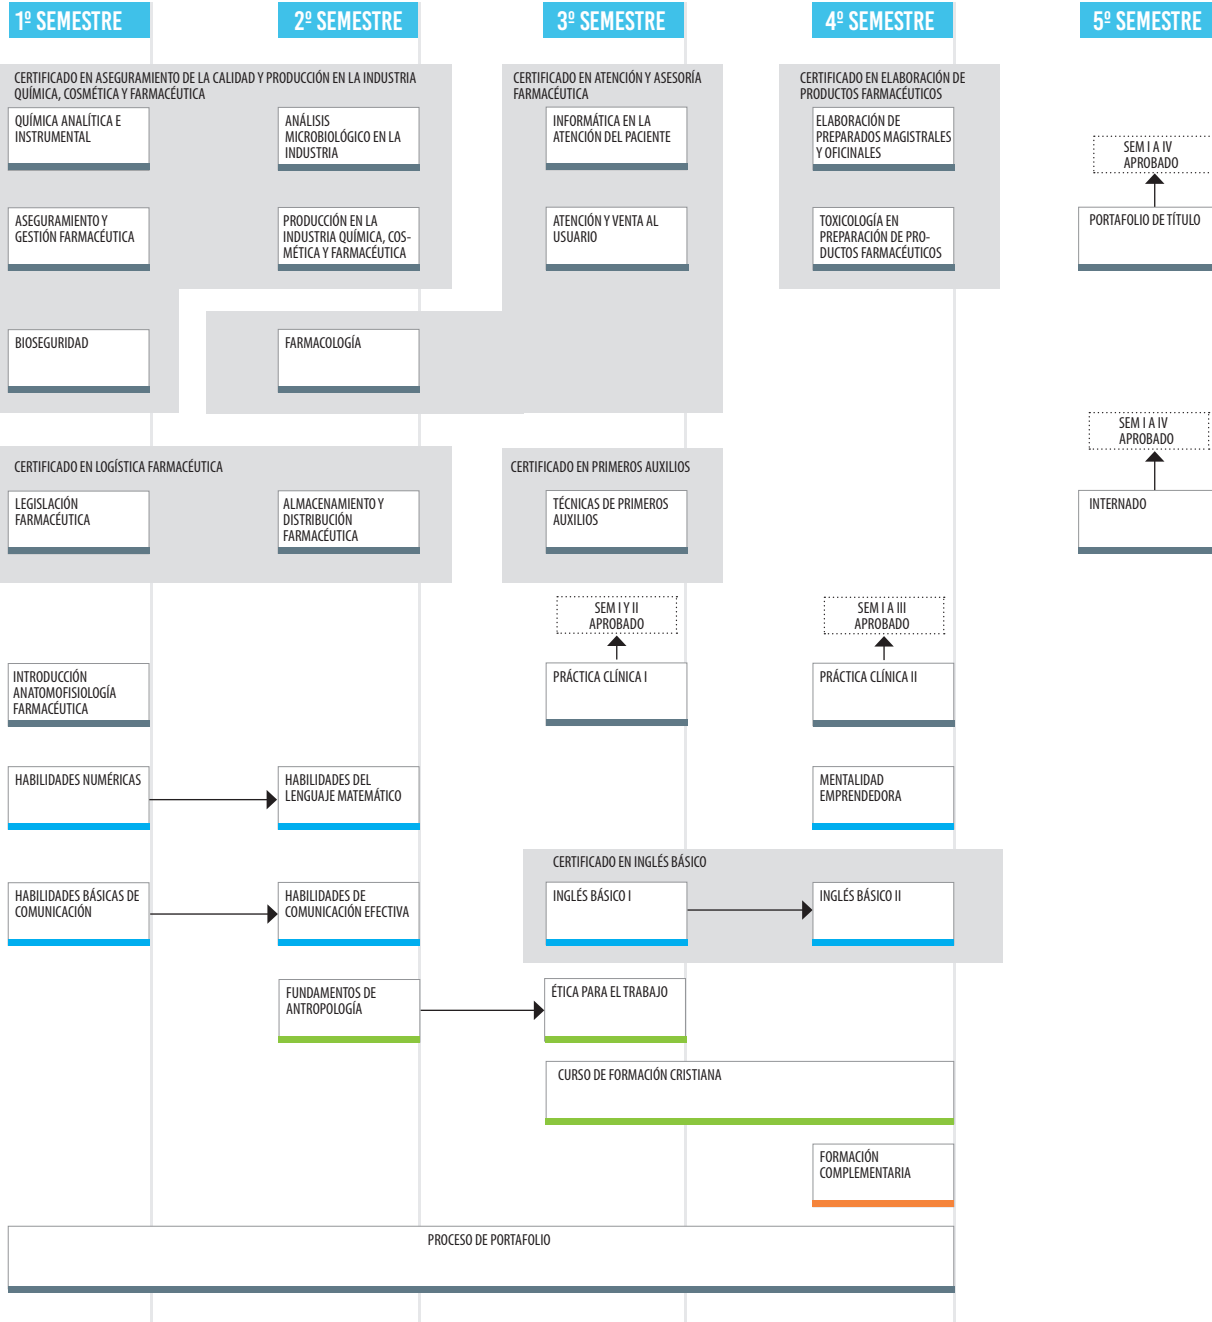 1º SEMESTRE
2º SEMESTRE
3º SEMESTRE
4º SEMESTRE
5º SEMESTRE
CERTIFICADO EN ASEGURAMIENTO DE LA CALIDAD Y PRODUCCIÓN EN LA INDUSTRIA
QUÍMICA, COSMÉTICA Y FARMACÉUTICA
CERTIFICADO EN ATENCIÓN Y ASESORÍA
FARMACÉUTICA
CERTIFICADO EN ELABORACIÓN DE
PRODUCTOS FARMACÉUTICOS
QUÍMICA ANALÍTICA E
INSTRUMENTAL
ANÁLISIS
MICROBIOLÓGICO EN LA
INDUSTRIA
INFORMÁTICA EN LA
ATENCIÓN DEL PACIENTE
ELABORACIÓN DE
PREPARADOS MAGISTRALES
Y OFICINALES
SEM I A IV
APROBADO
ASEGURAMIENTO Y
GESTIÓN FARMACÉUTICA
PRODUCCIÓN EN LA
INDUSTRIA QUÍMICA, COS-
MÉTICA Y FARMACÉUTICA
ATENCIÓN Y VENTA AL
USUARIO
TOXICOLOGÍA EN
PREPARACIÓN DE PRO-
DUCTOS FARMACÉUTICOS
PORTAFOLIO DE TÍTULO
BIOSEGURIDAD
FARMACOLOGÍA
SEM I A IV
APROBADO
CERTIFICADO EN LOGÍSTICA FARMACÉUTICA
CERTIFICADO EN PRIMEROS AUXILIOS
LEGISLACIÓN
FARMACÉUTICA
ALMACENAMIENTO Y
DISTRIBUCIÓN
FARMACÉUTICA
TÉCNICAS DE PRIMEROS
AUXILIOS
INTERNADO
SEM I Y II
APROBADO
SEM I A III
APROBADO
INTRODUCCIÓN
ANATOMOFISIOLOGÍA
FARMACÉUTICA
PRÁCTICA CLÍNICA I
PRÁCTICA CLÍNICA II
HABILIDADES NUMÉRICAS
HABILIDADES DEL
LENGUAJE MATEMÁTICO
MENTALIDAD
EMPRENDEDORA
CERTIFICADO EN INGLÉS BÁSICO
HABILIDADES BÁSICAS DE
COMUNICACIÓN
HABILIDADES DE
COMUNICACIÓN EFECTIVA
INGLÉS BÁSICO I
INGLÉS BÁSICO II
FUNDAMENTOS DE
ANTROPOLOGÍA
ÉTICA PARA EL TRABAJO
CURSO DE FORMACIÓN CRISTIANA
FORMACIÓN
COMPLEMENTARIA
PROCESO DE PORTAFOLIO